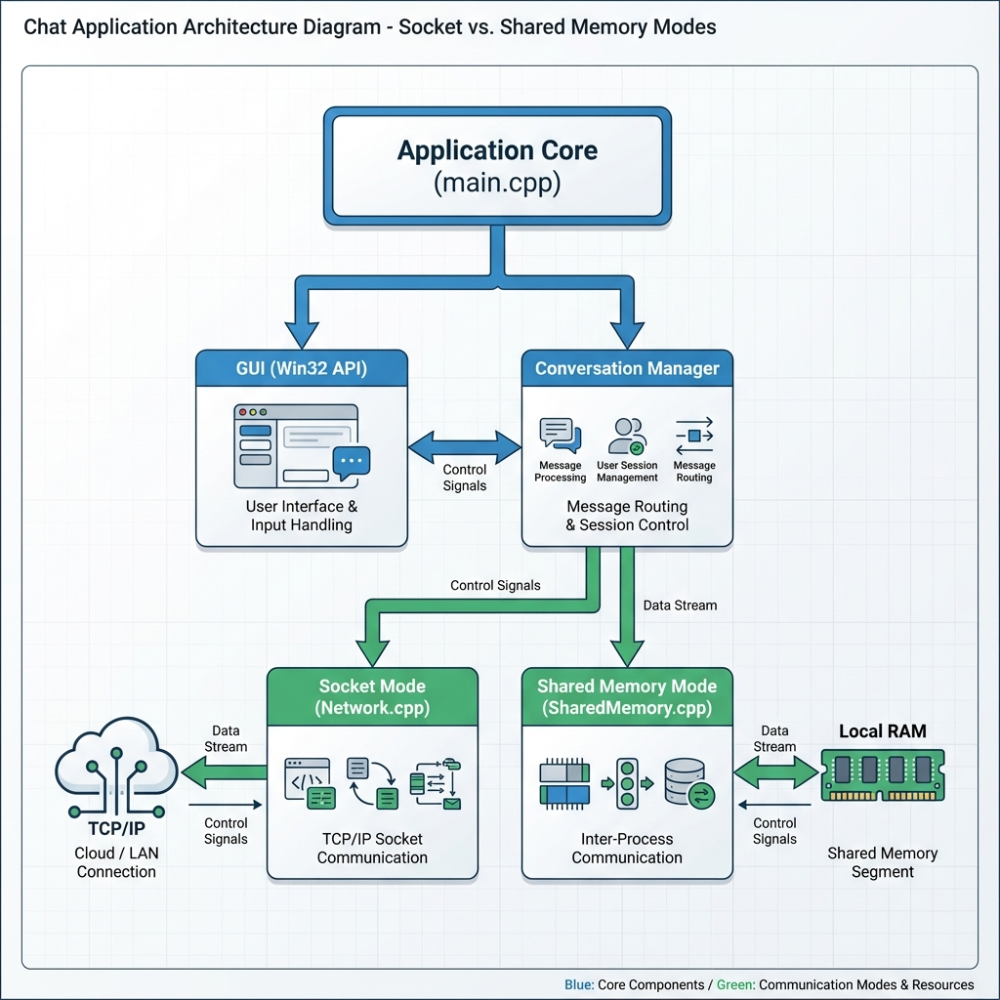 Chat Application Architecture Diagram - Socket vs. Shared Memory Modes
Application Core
(main.cpp)
GUI (Win32 API)
User Interface &
Input Handling
Control
Signals
Conversation Manager
Message
Processing
User Session
Management
Message
Routing
Message Routing
& Session Control
Control Signals
Data Stream
Socket Mode
(Network.cpp)
TCP/IP Socket
Communication
Shared Memory Mode
(SharedMemory.cpp)
Inter-Process
Communication
Data
Stream
Control
Signals
TCP/IP
Cloud / LAN
Connection
Data
Stream
Control
Signals
Local RAM
Shared Memory
Segment
Blue: Core Components / Green: Communication Modes & Resources